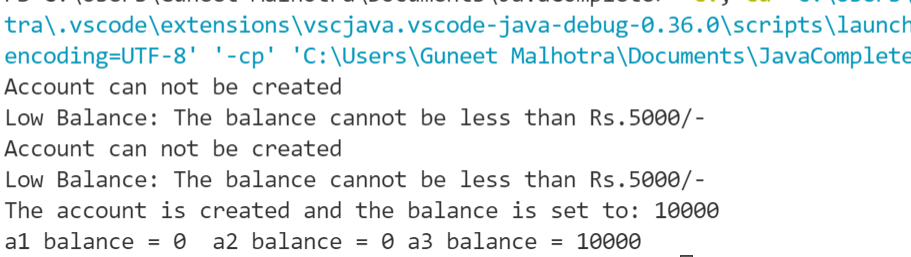 tra\.vscode\extensions\vscjava.vscode-java-debug-0.36.0\scripts\launch
encoding=UTF-8' '-cp' 'C:\Users\Guneet Malhotra\Documents\JavaComplete
Account can not be created
Low Balance: The balance cannot be less than Rs.5000/-
Account can not be created
Low Balance: The balance cannot be less than Rs.5000/-
The account is created and the balance is set to: 10000
a1 balance = 0  a2 balance = 0 a3 balance = 10000